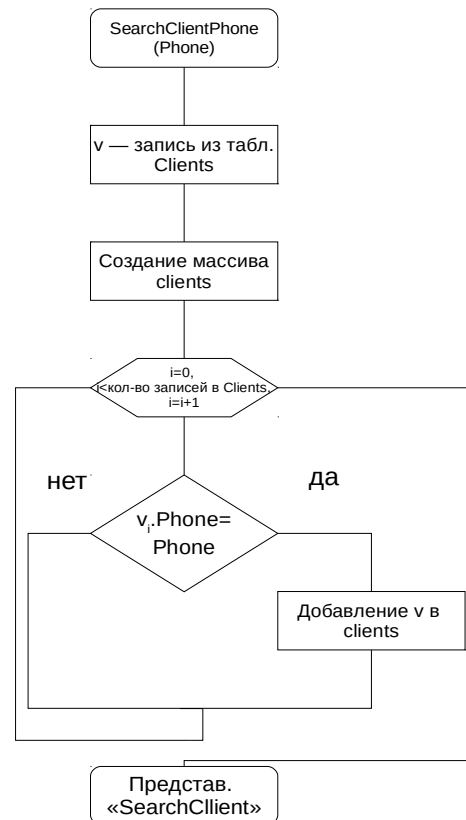 SearchClientPhone
(Phone)
v — запись из табл.
Clients
Создание массива
clients
i=0,
i<кол-во записей в Clients,
i=i+1
нет
да
vi.Phone=
Phone
Добавление v в
clients
Представ.
«SearchCllient»